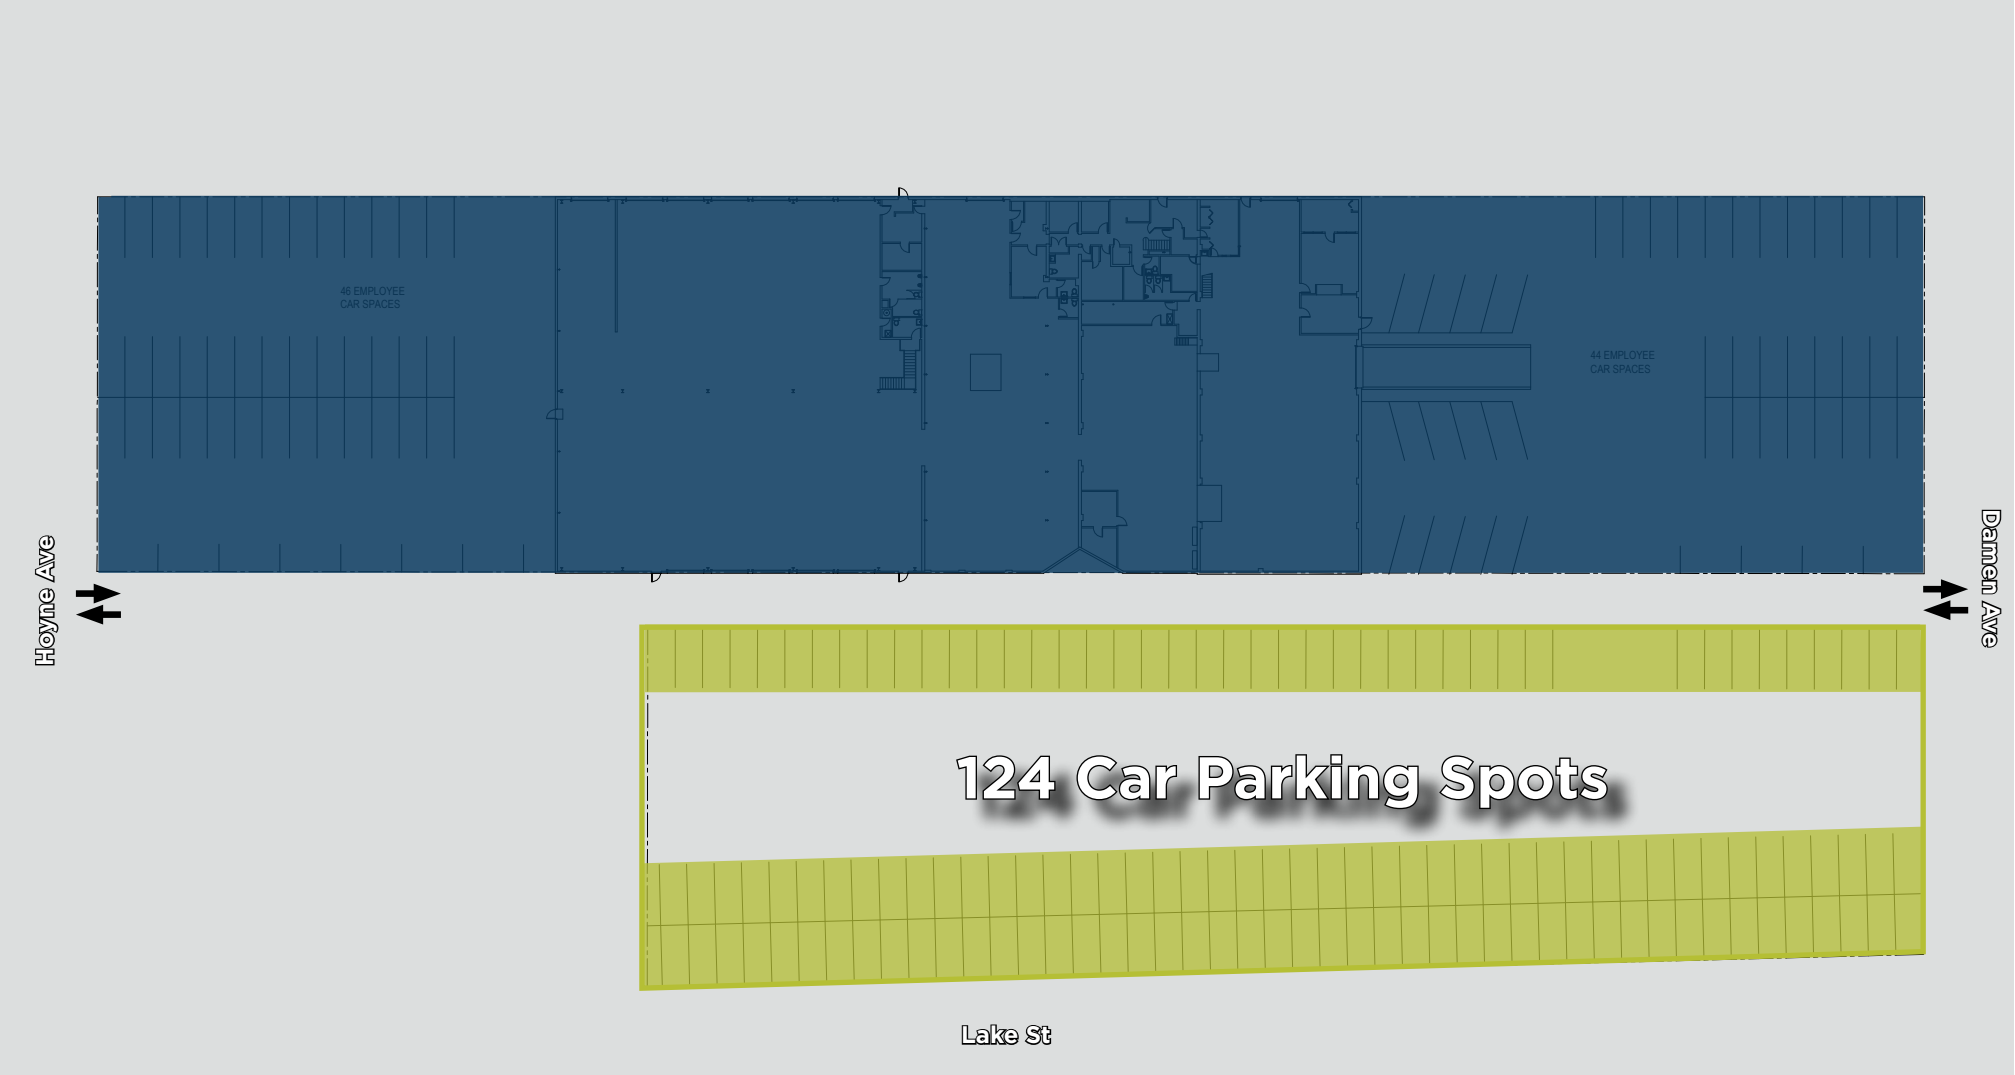 46 EMPLOYEE
CAR SPACES
44 EMPLOYEE
CAR SPACES
Hoyne Ave
Damen Ave
124 Car Parking Spots
Lake St